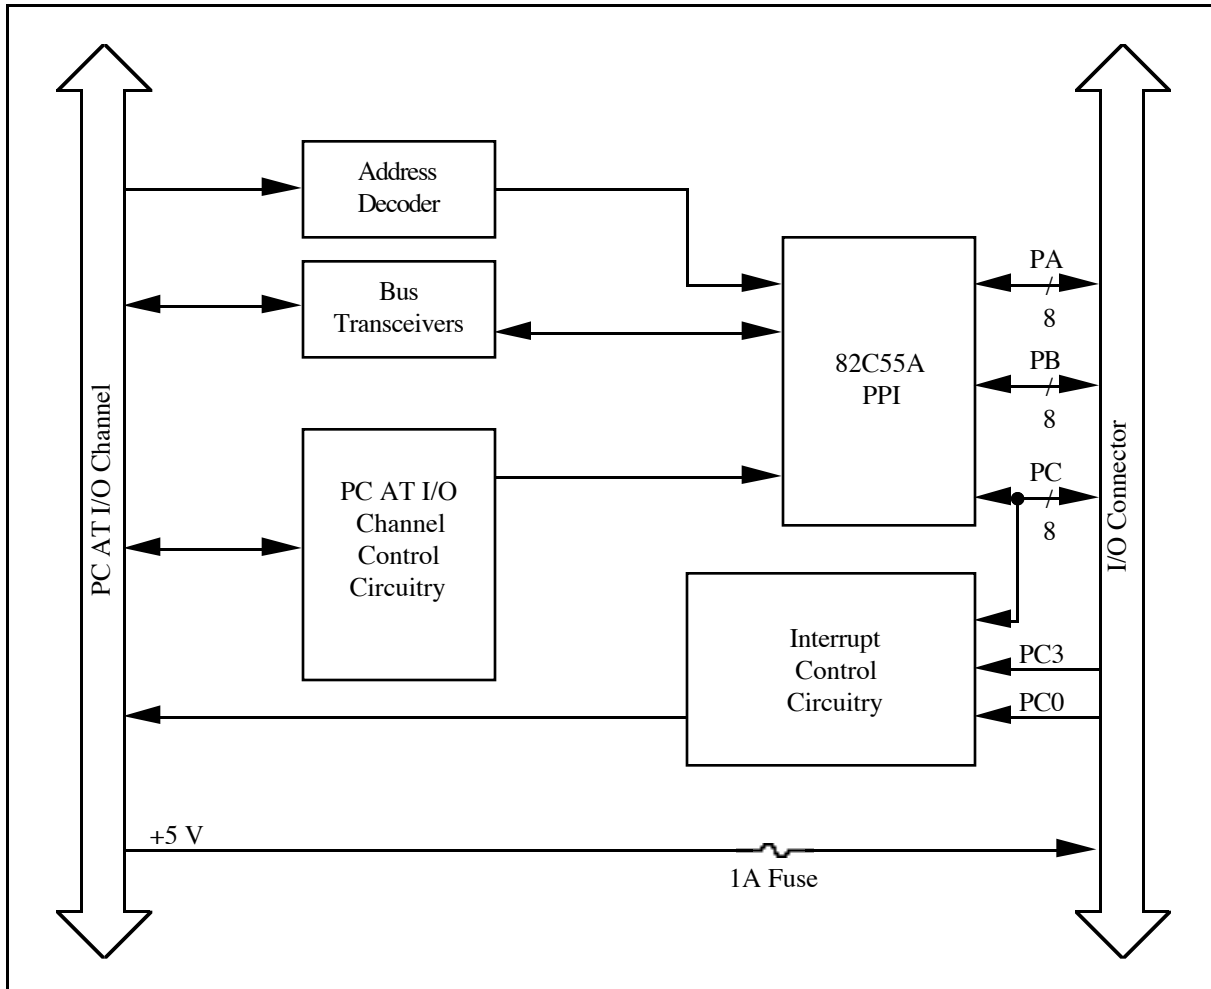 Address
Decoder
Bus
Transceivers
PC AT I/O
Channel
Control
Circuitry
82C55A
PPI
PA
/
8
PB
/
8
PC
/
8
Interrupt
Control
Circuitry
PC3
PC0
+5 V
1A Fuse
PC AT I/O Channel
I/O Connector